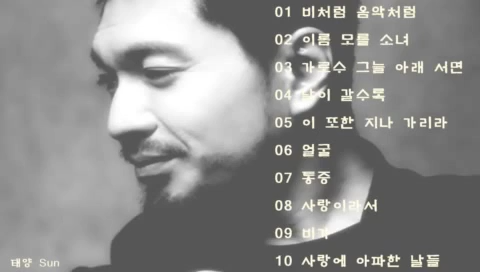 01 비처럼 음악처럼
02 이름 모를 소녀
03 가로수 그늘 아래 서면
04 날이 갈수록
05 이 또한 지나 가리라
06 얼굴
07 통증
08 사랑이라서
09 비가
10 사랑에 아파한 날들
태양 Sun